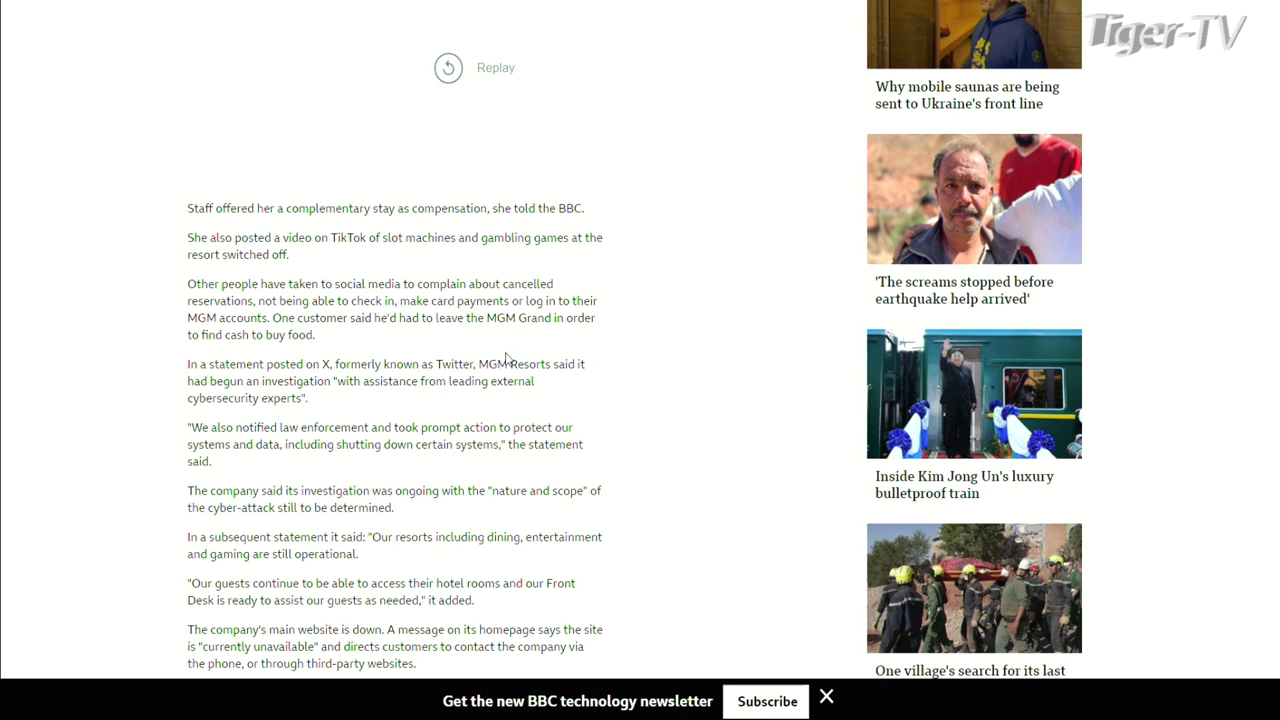 Tiger-TV
Replay
Staff offered her a complementary stay as compensation, she told the BBC.
She also posted a video on TikTok of slot machines and gambling games at the
resort switched off.
Other people have taken to social media to complain about cancelled
reservations, not being able to check in, make card payments or log in to their
MGM accounts. One customer said he'd had to leave the MGM Grand in order
to find cash to buy food.
In a statement posted on X, formerly known as Twitter, MGM Resorts said it
had begun an investigation "with assistance from leading external
cybersecurity experts".
"We also notified law enforcement and took prompt action to protect our
systems and data, including shutting down certain systems," the statement
said.
The company said its investigation was ongoing with the "nature and scope" of
the cyber-attack still to be determined.
In a subsequent statement it said: "Our resorts including dining, entertainment
and gaming are still operational.
"Our guests continue to be able to access their hotel rooms and our Front
Desk is ready to assist our guests as needed," it added.
The company's main website is down. A message on its homepage says the site
is "currently unavailable" and directs customers to contact the company via
the phone, or through third-party websites.
Why mobile saunas are being
sent to Ukraine's front line
'The screams stopped before
earthquake help arrived'
Inside Kim Jong Un's luxury
bulletproof train
One village's search for its last
Get the new BBC technology newsletter
Subscribe